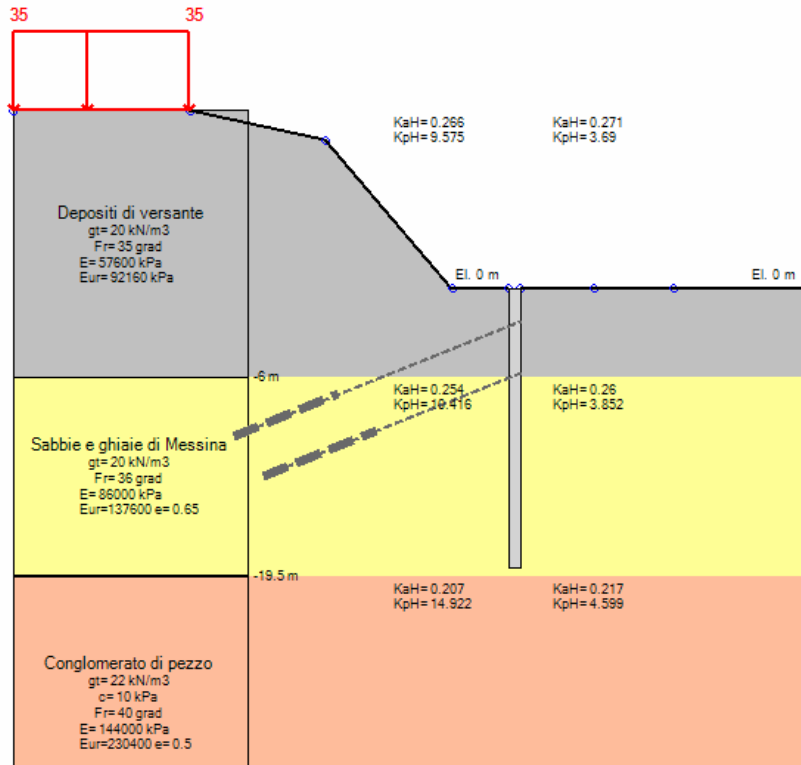 35
35
KaH= 0.266
KpH= 9.575
KaH= 0.271
KpH= 3.69
Depositi di versante
gt= 20 kN/m3
Fr= 35 grad
E= 57600 kPa
Eur= 92160 kPa
El. 0 m
El. 0 m
-6 m
KaH= 0.254
KpH= 10.416
KaH= 0.26
KpH= 3.852
Sabbie e ghiaie di Messina
gt= 20 kN/m3
Fr= 36 grad
E= 86000 kPa
Eur=137600 e= 0.65
-19.5 m
KaH= 0.207
KpH= 14.922
KaH= 0.217
KpH= 4.599
Conglomerato di pezzo
gt= 22 kN/m3
c= 10 kPa
Fr= 40 grad
E= 144000 kPa
Eur=230400 e= 0.5